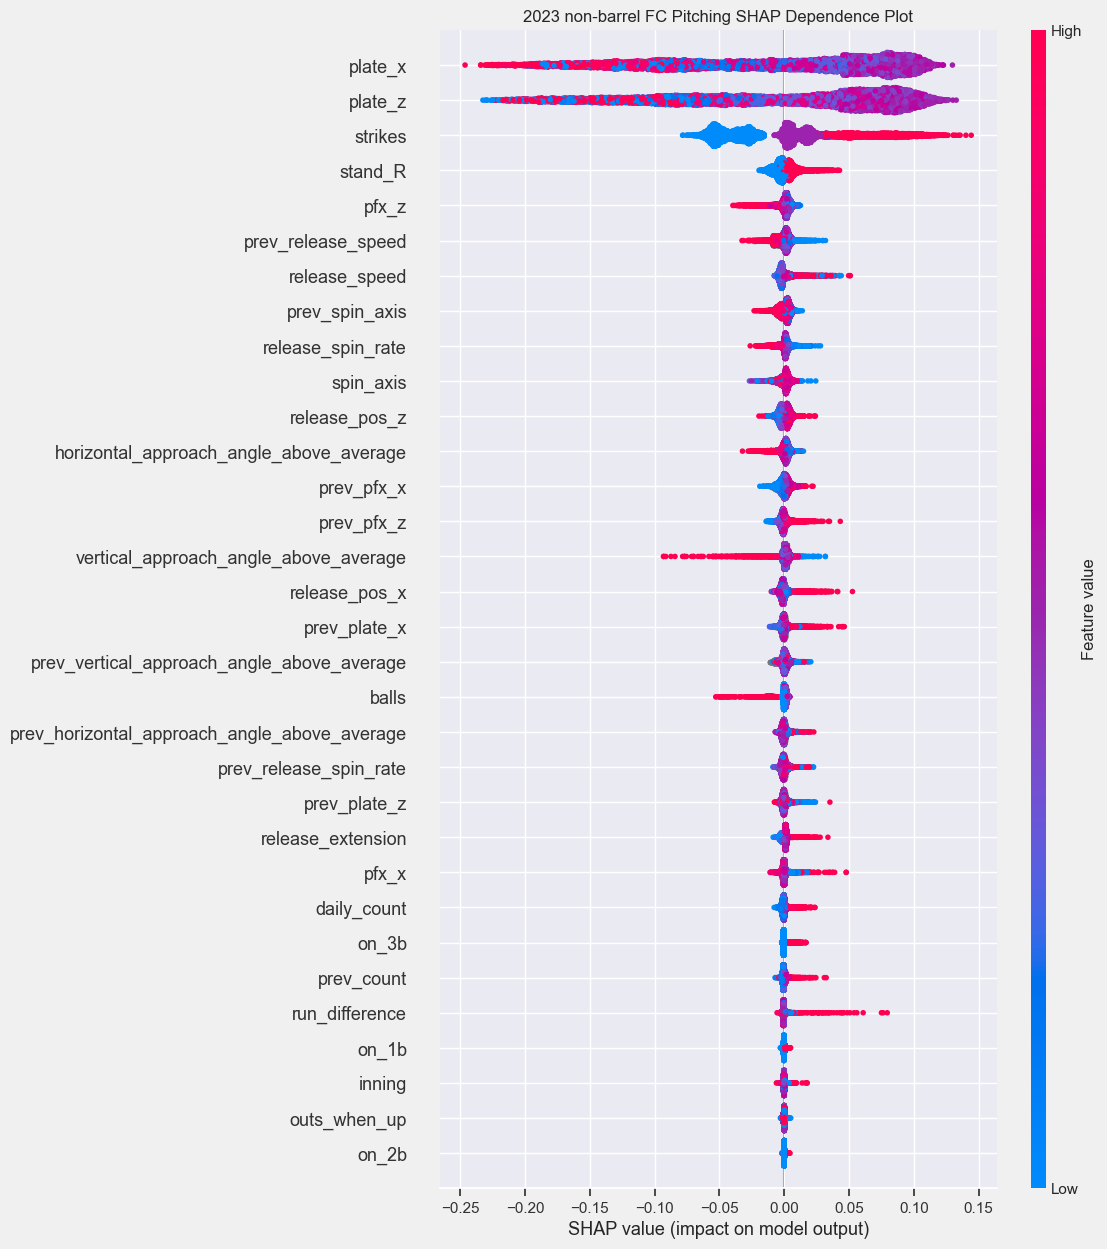 2023 non-barrel FC Pitching SHAP Dependence Plot
High
plate_x
plate_z
strikes
stand_R
pfx_z
prev_release_speed
release_speed
prev_spin_axis
release_spin_rate
spin_axis
release_pos_z
horizontal_approach_angle_above_average
prev_pfx_x
prev_pfx_z
vertical_approach_angle_above_average
release_pos_x
prev_plate_x
prev_vertical_approach_angle_above_average
balls
prev_horizontal_approach_angle_above_average
prev_release_spin_rate
prev_plate_z
release_extension
pfx_x
daily_count
on_3b
prev_count
run_difference
on_1b
inning
outs_when_up
on_2b
Feature value
Low
−0.25 −0.20 −0.15 −0.10 −0.05 0.00 0.05 0.10 0.15
SHAP value (impact on model output)